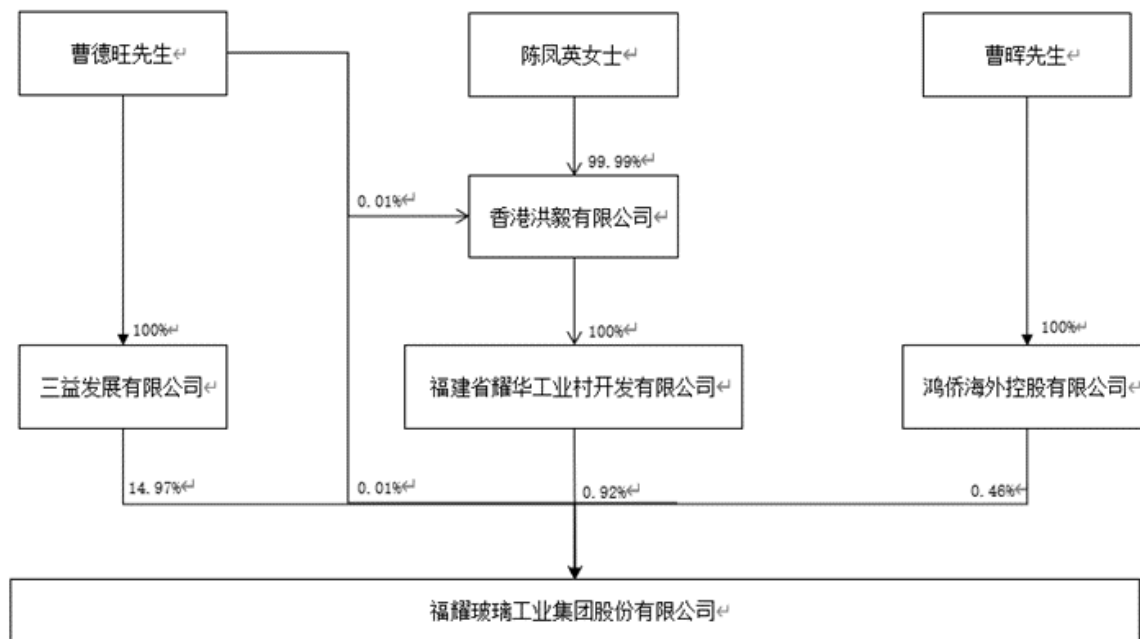 曹德旺先生↵
陈凤英女士↵
曹晖先生↵
99.99%↵
0.01%↵
香港洪毅有限公司↵
100%↵
100%↵
100%↵
三益发展有限公司↵
福建省耀华工业村开发有限公司↵
鸿侨海外控股有限公司↵
14.97%↵
0.01%↵
0.92%↵
0.46%↵
福耀玻璃工业集团股份有限公司↵